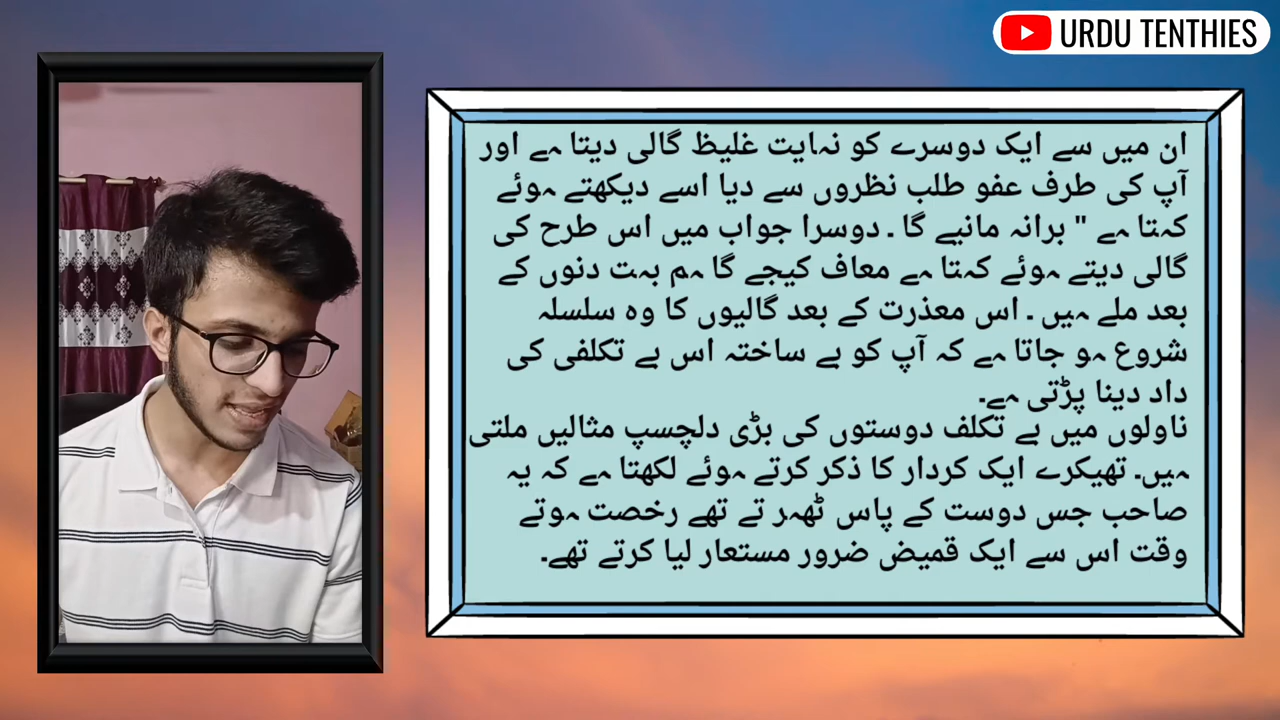 URDU TENTHIES
ان میں سے ایک دوسرے کو نہایت غلیظ گالی دیتا ہے اور
آپ کی طرف عفو طلب نظروں سے دیا اسے دیکھتے ہوئے
کہتا ہے " برانہ مانیے گا ۔ دوسرا جواب میں اس طرح کی
گالی دیتے ہوئے کہتا ہے معاف کیجے گا ہم بہت دنوں کے
بعد ملے ہیں ۔ اس معذرت کے بعد گالیوں کا وہ سلسلہ
شروع ہو جاتا ہے کہ آپ کو بے ساختہ اس بے تکلفی کی
داد دینا پڑتی ہے۔
ناولوں میں بے تکلف دوستوں کی بڑی دلچسپ مثالیں ملتی
ہیں۔ تھیکرے ایک کردار کا ذکر کرتے ہوئے لکھتا ہے کہ یہ
صاحب جس دوست کے پاس ٹھہر تے تھے رخصت ہوتے
وقت اس سے ایک قمیض ضرور مستعار لیا کرتے تھے۔